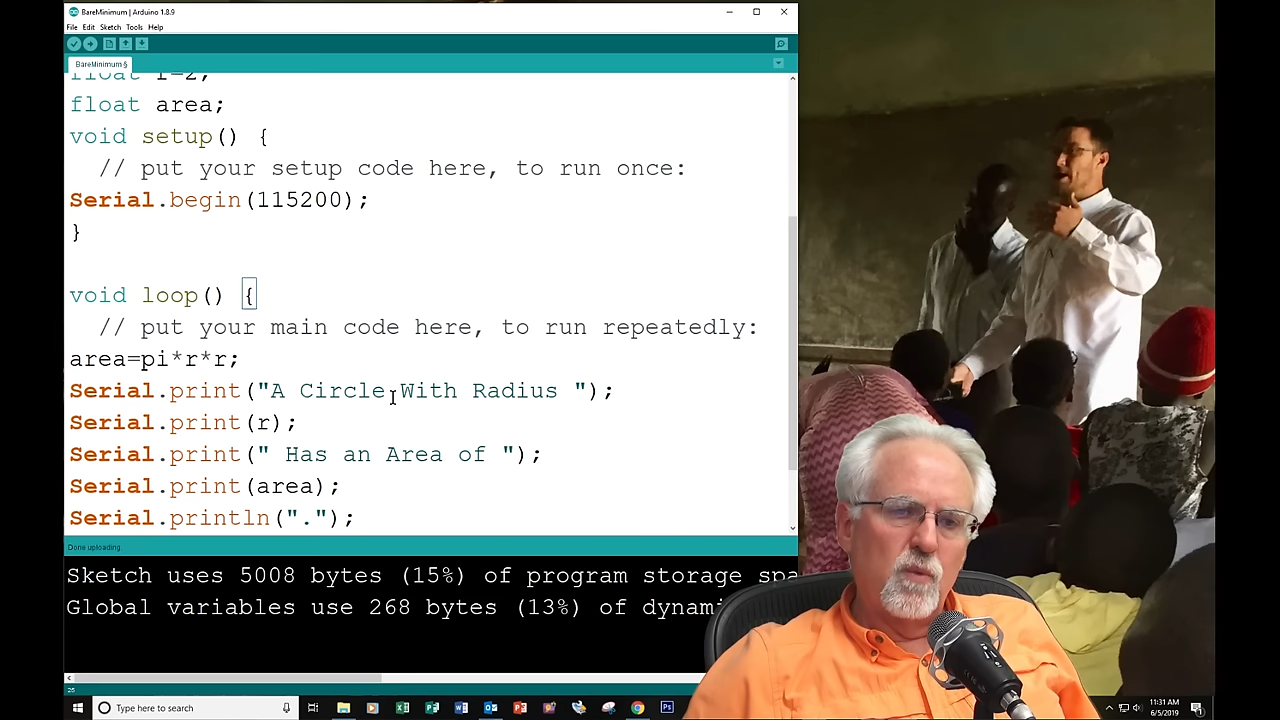 BareMinimum | Arduino 1.8.9
File Edit Sketch Tools Help
BareMinimum §
float r=2;
float area;
void setup() {
// put your setup code here, to run once:
Serial.begin(115200);
}
void loop() {
// put your main code here, to run repeatedly:
area=pi*r*r;
Serial.print("A Circle With Radius ");
Serial.print(r);
Serial.print(" Has an Area of ");
Serial.print(area);
Serial.println(".");
Done uploading.
Sketch uses 5008 bytes (15%) of program storage spa
Global variables use 268 bytes (13%) of dynami
25
Type here to search
11:31 AM
6/5/2019